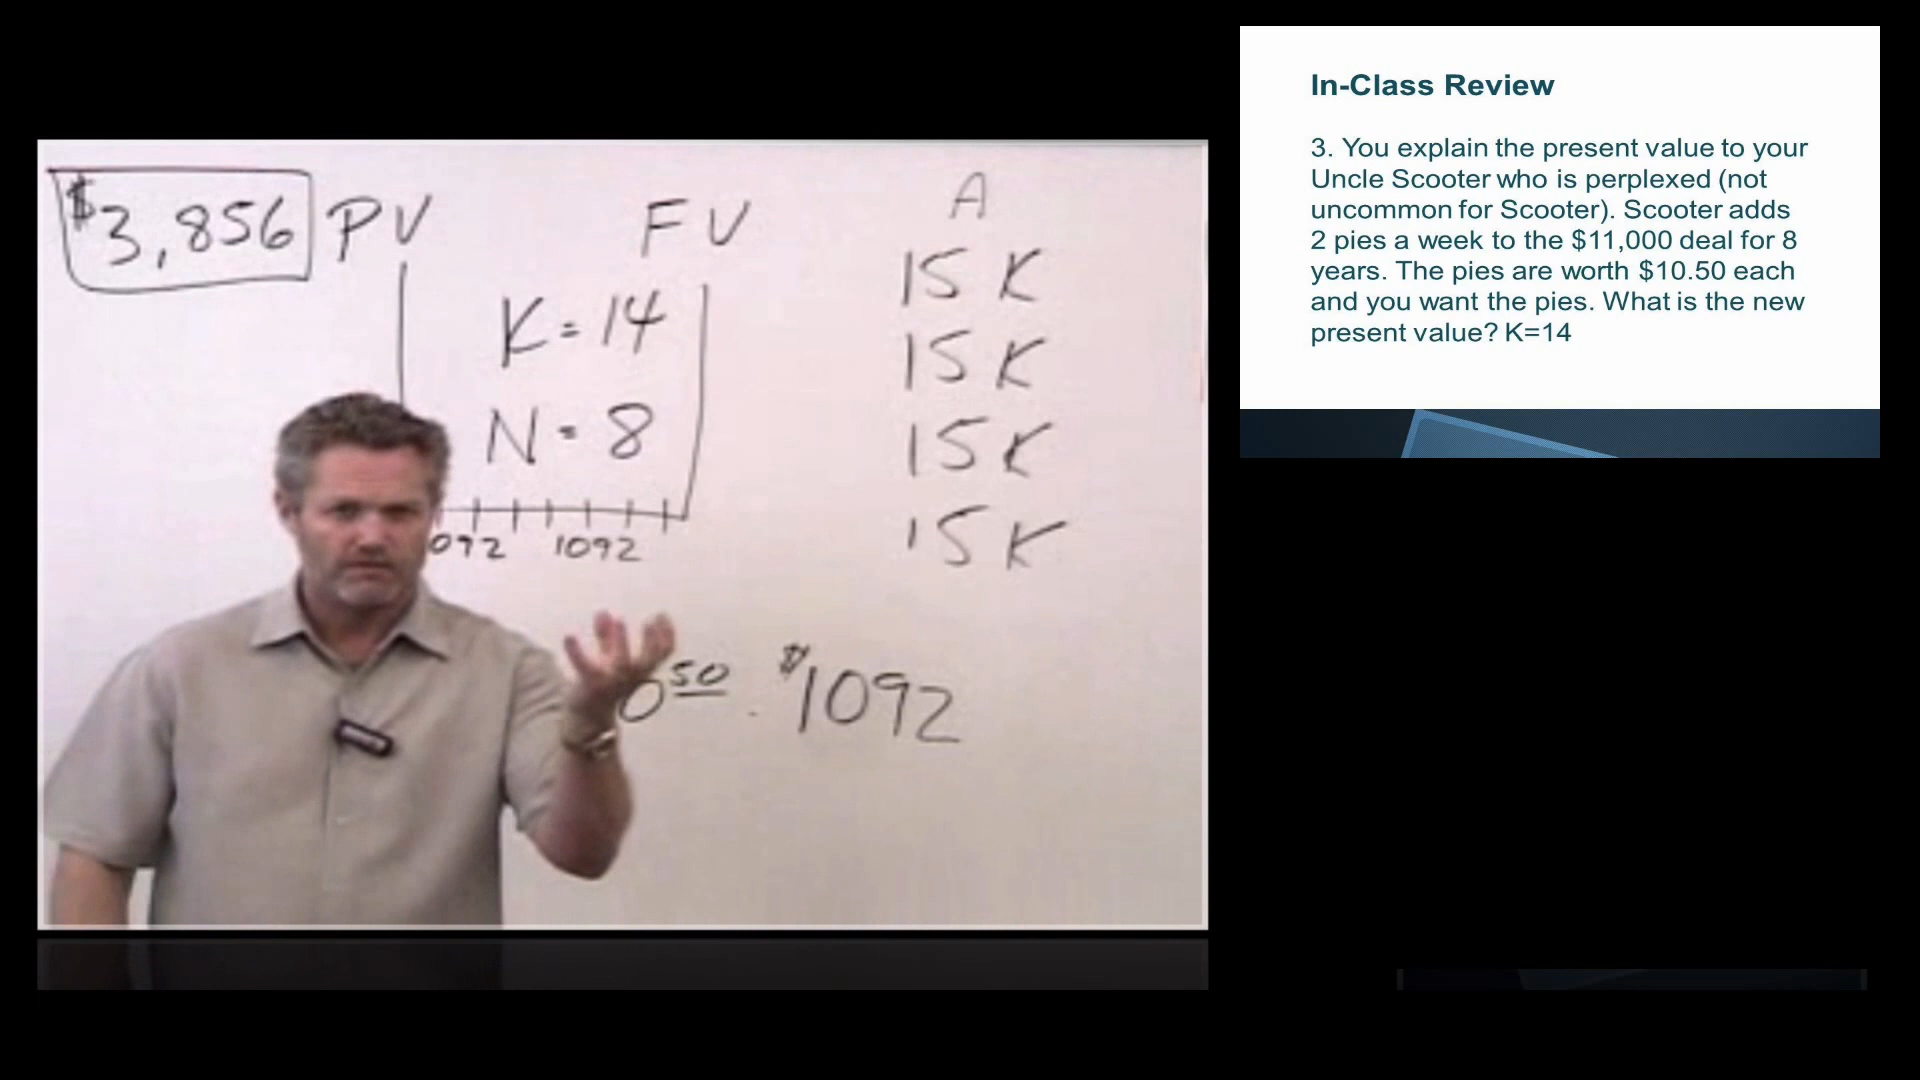 $3,856 PV FV A
15 K
K=14
15 K
N=8
15 K
15 K
092 1092
0 50 $1092
In-Class Review
3. You explain the present value to your
Uncle Scooter who is perplexed (not
uncommon for Scooter). Scooter adds
2 pies a week to the $11,000 deal for 8
years. The pies are worth $10.50 each
and you want the pies. What is the new
present value? K=14